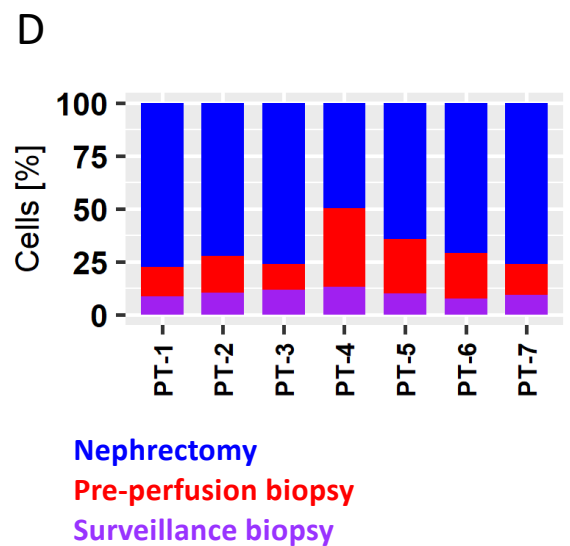 D
100
75
50
25
0
Cells [%]
PT-1 PT-2 PT-3 PT-4 PT-5 PT-6 PT-7
Nephrectomy
Pre-perfusion biopsy
Surveillance biopsy